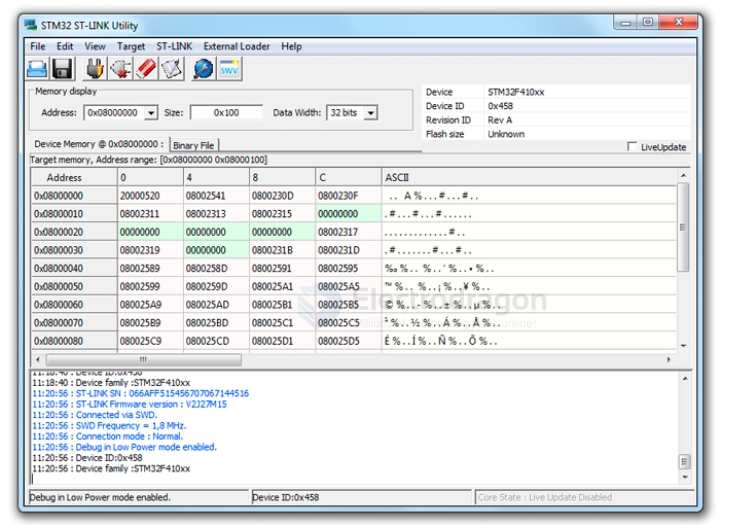 STM32 ST-LINK Utility
File Edit View Target ST-LINK External Loader Help
SWV
Memory display
Address: 0x08000000 Size: 0x100 Data Width: 32 bits
Device STM32F410xx
Device ID 0x458
Revision ID Rev A
Flash size Unknown
LiveUpdate
Device Memory @ 0x08000000 : Binary File
Target memory, Address range: [0x08000000 0x08000100]
Address 0 4 8 C ASCII
0x08000000 20000520 08002541 0800230D 0800230F .. A%...#...#..
0x08000010 08002311 08002313 08002315 00000000 .#...#...#......
0x08000020 00000000 00000000 00000000 08002317 .............#..
0x08000030 08002319 00000000 0800231B 0800231D .#.......#...#..
0x08000040 08002589 0800258D 08002591 08002595 ‰%.. %..‘%..•%..
0x08000050 08002599 0800259D 080025A1 080025A5 ™%.. %..¡%..¥%..
0x08000060 080025A9 080025AD 080025B1 080025B5 ©%..-%..±%..µ%..
0x08000070 080025B9 080025BD 080025C1 080025C5 ¹%..½%..Á%..Å%..
0x08000080 080025C9 080025CD 080025D1 080025D5 É%..Í%..Ñ%..Õ%..
Electrodragon
online!
11:18:40 : Device ID:0x458
11:18:40 : Device family :STM32F410xx
11:20:56 : ST-LINK SN : 066AFF515456707067144516
11:20:56 : ST-LINK Firmware version : V2J27M15
11:20:56 : Connected via SWD.
11:20:56 : SWD Frequency = 1,8 MHz.
11:20:56 : Connection mode : Normal.
11:20:56 : Debug in Low Power mode enabled.
11:20:56 : Device ID:0x458
11:20:56 : Device family :STM32F410xx
Debug in Low Power mode enabled. Device ID:0x458 Core State : Live Update Disabled